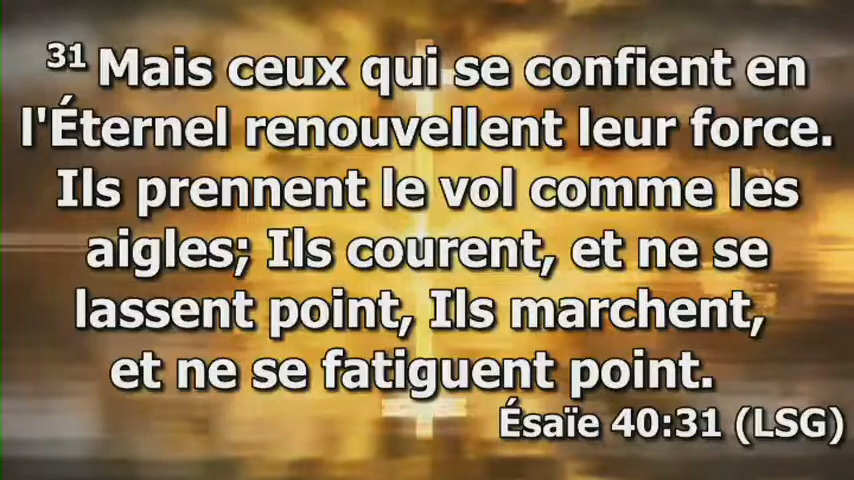 31 Mais ceux qui se confient en
l'Éternel renouvellent leur force.
Ils prennent le vol comme les
aigles; Ils courent, et ne se
lassent point, Ils marchent,
et ne se fatiguent point.
Ésaïe 40:31 (LSG)